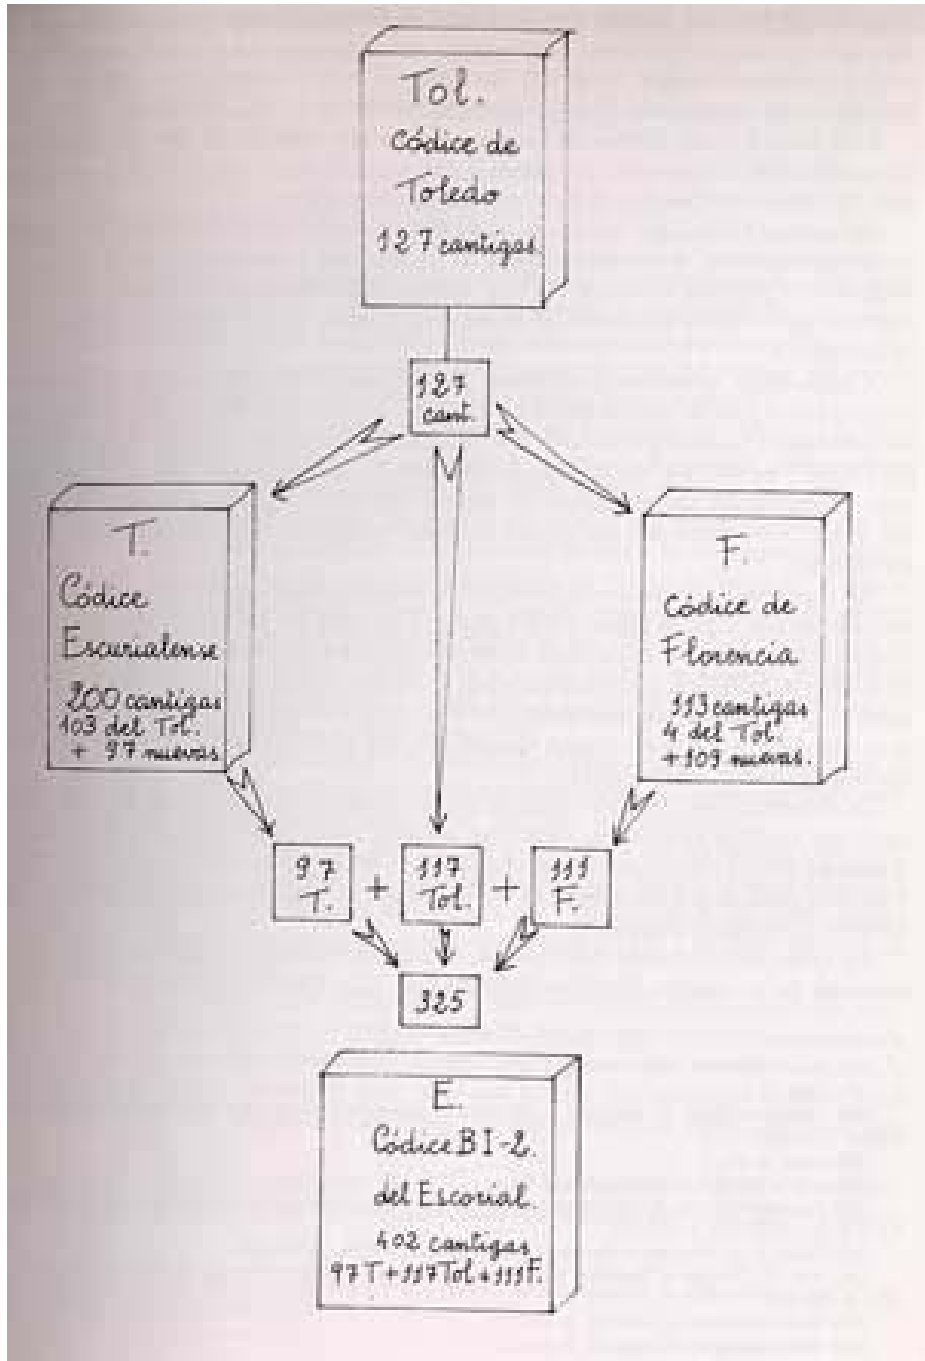 Tol.
Códice de
Toledo
127 cantigas.
127
cant.
T.
Códice
Escurialense
200 cantigas
103 del Tol.
+ 97 nuevas
F.
Códice de
Florencia
113 cantigas
4 del Tol.
+109 nuevas.
97
T.
+
117
Tol.
+
111
F.
325
E.
Códice B I-2.
del Escorial.
402 cantigas
97 T + 117 Tol + 111 F.